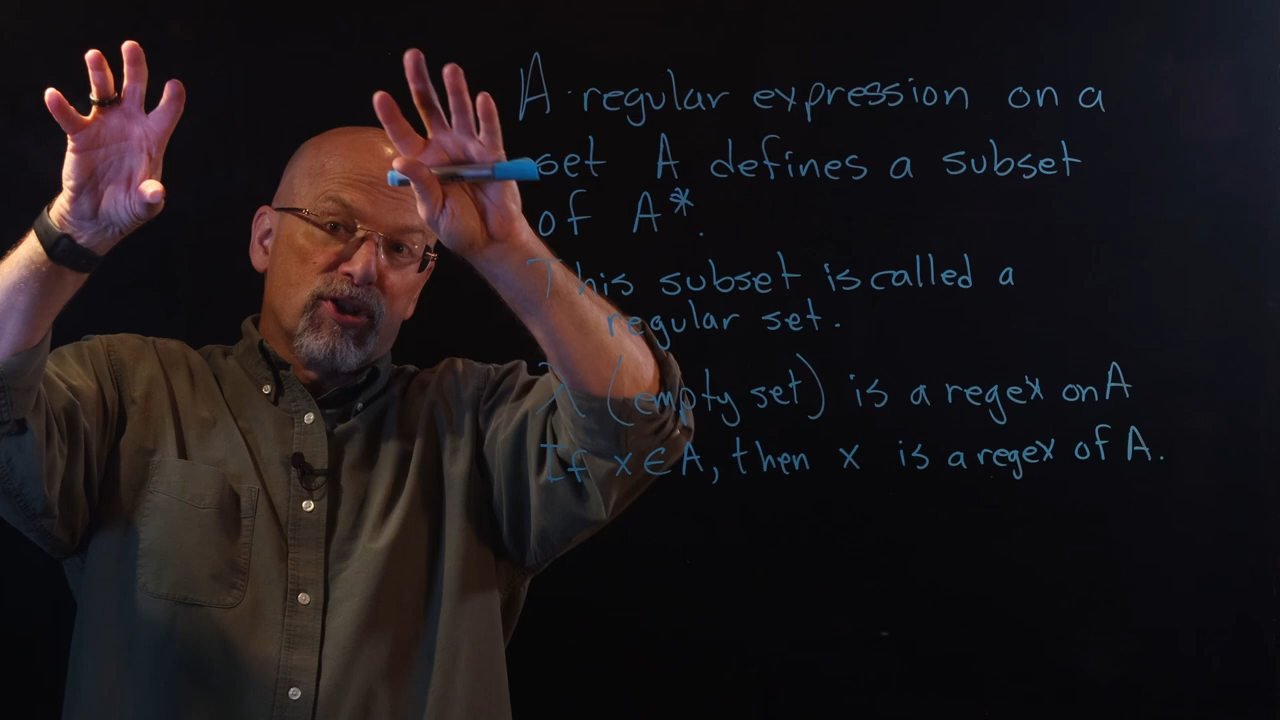 A regular expression on a
set A defines a subset
of A*.
This subset is called a
regular set.
λ (empty set) is a regex on A
If x ∈ A, then x is a regex of A.